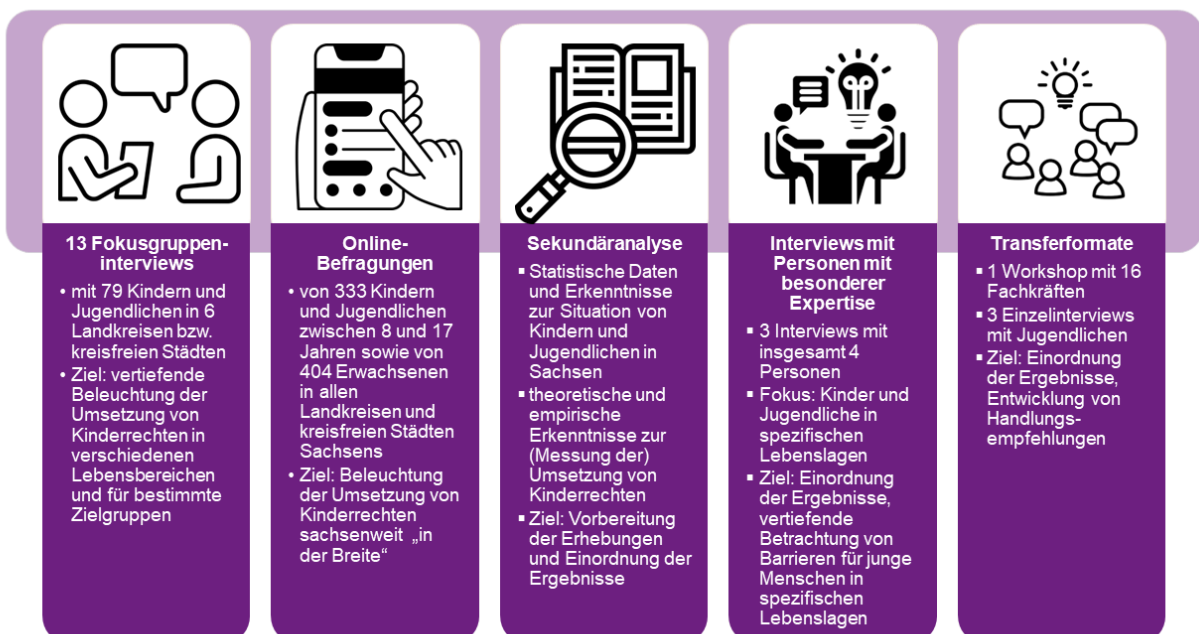 13 Fokusgruppen-
interviews
• mit 79 Kindern und
Jugendlichen in 6
Landkreisen bzw.
kreisfreien Städten
• Ziel: vertiefende
Beleuchtung der
Umsetzung von
Kinderrechten in
verschiedenen
Lebensbereichen
und für bestimmte
Zielgruppen
Online-
Befragungen
• von 333 Kindern
und Jugendlichen
zwischen 8 und 17
Jahren sowie von
404 Erwachsenen
in allen
Landkreisen und
kreisfreien Städten
Sachsens
• Ziel: Beleuchtung
der Umsetzung von
Kinderrechten
sachsenweit „in
der Breite“
Sekundäranalyse
▪ Statistische Daten
und Erkenntnisse
zur Situation von
Kindern und
Jugendlichen in
Sachsen
▪ theoretische und
empirische
Erkenntnisse zur
(Messung der)
Umsetzung von
Kinderrechten
▪ Ziel: Vorbereitung
der Erhebungen
und Einordnung der
Ergebnisse
Interviews mit
Personen mit
besonderer
Expertise
▪ 3 Interviews mit
insgesamt 4
Personen
▪ Fokus: Kinder und
Jugendliche in
spezifischen
Lebenslagen
▪ Ziel: Einordnung
der Ergebnisse,
vertiefende
Betrachtung von
Barrieren für junge
Menschen in
spezifischen
Lebenslagen
Transferformate
▪ 1 Workshop mit 16
Fachkräften
▪ 3 Einzelinterviews
mit Jugendlichen
▪ Ziel: Einordnung
der Ergebnisse,
Entwicklung von
Handlungs-
empfehlungen